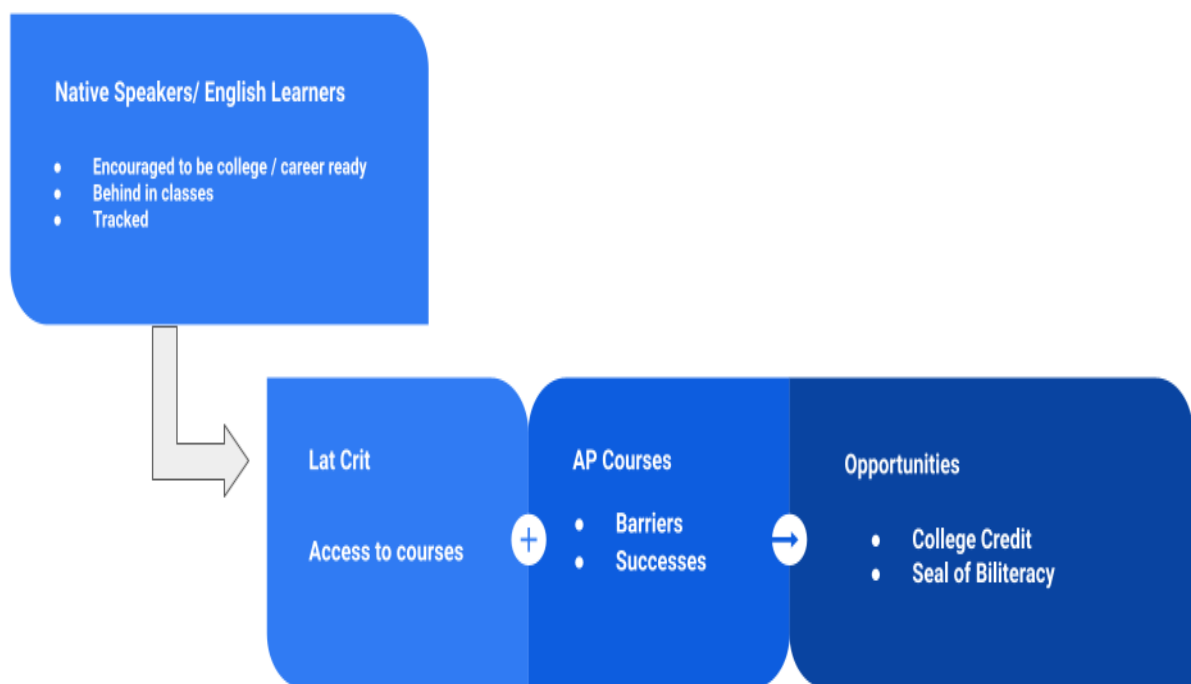 Native Speakers/ English Learners
● Encouraged to be college / career ready
● Behind in classes
● Tracked
Lat Crit
Access to courses
+
AP Courses
● Barriers
● Successes
→
Opportunities
● College Credit
● Seal of Biliteracy